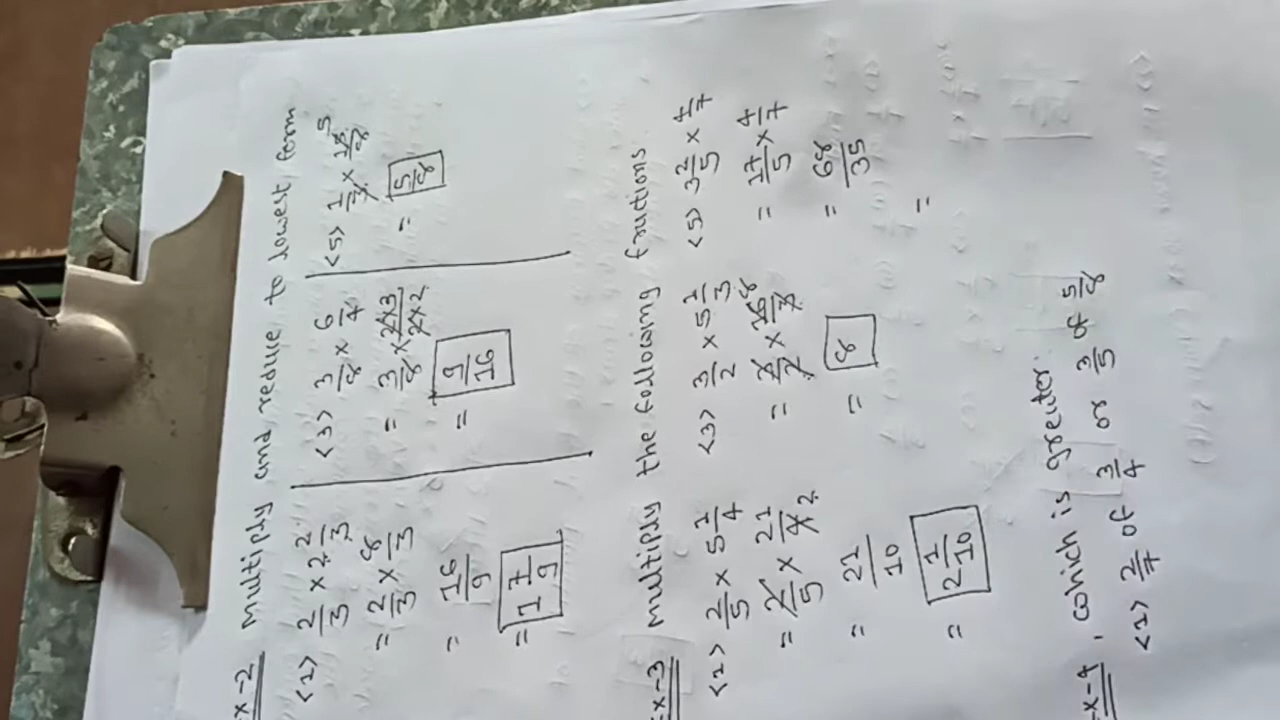 Ex-2 multiply and reduce to lowest form
<1> 2/3 × 2 2/3
= 2/3 × 8/3
= 16/9
= 1 7/9
<3> 3/8 × 6/4
= 3/8 × 2×3/2×2
= 9/16
<5> 1/3 × 15/8 5
= 5/8
Ex-3 multiply the following fractions
<1> 2/5 × 5 1/4
= 2/5 × 21/4 2
= 21/10
= 2 1/10
<3> 3/2 × 5 1/3
= 3/2 × 16/3 8
= 8
<5> 3 2/5 × 4/7
= 17/5 × 4/7
= 68/35
=
Ex-4, which is greater
<1> 2/7 of 3/4 or 3/5 of 5/8